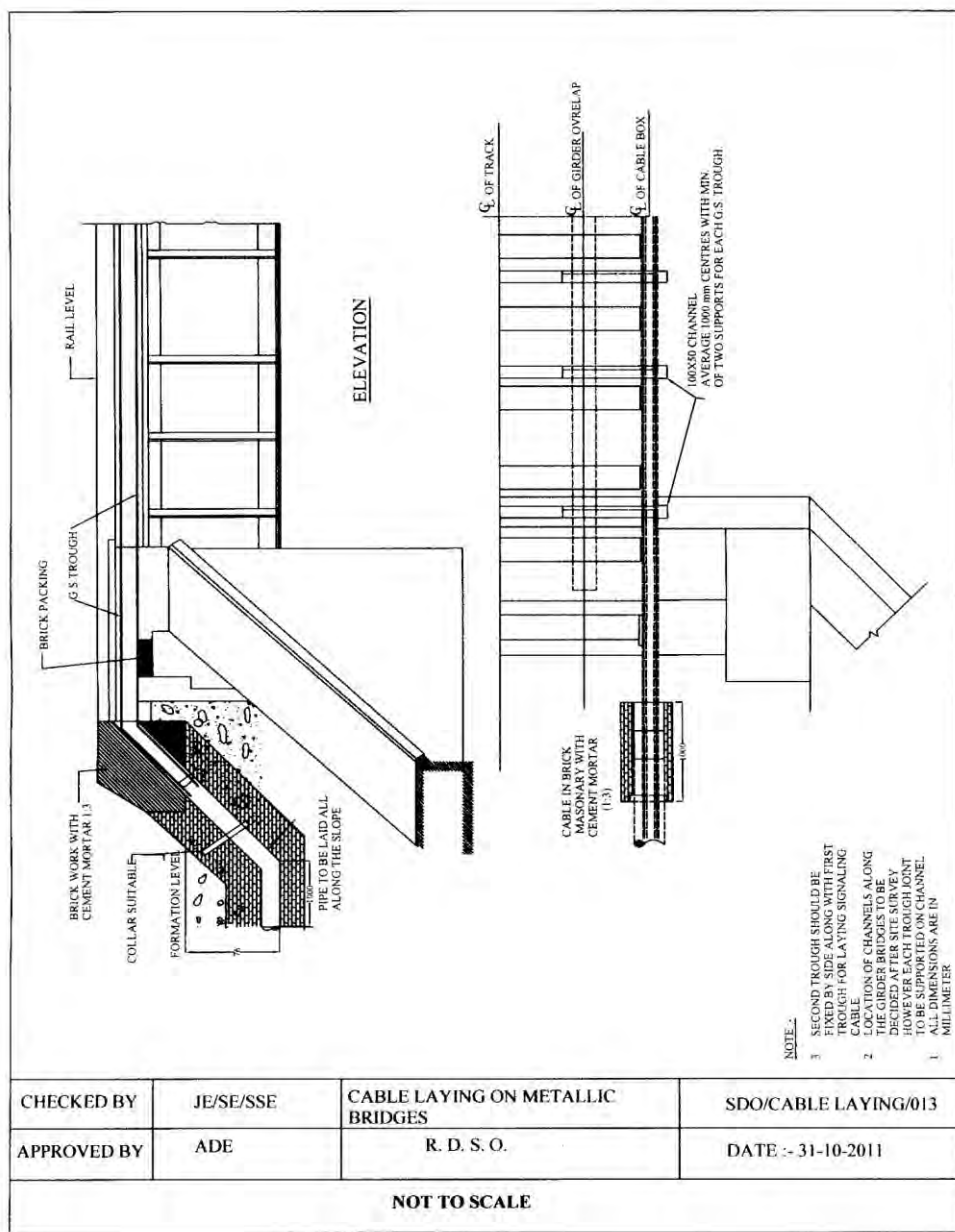 RAIL LEVEL
BRICK PACKING
G S TROUGH
BRICK WORK WITH
CEMENT MORTAR 1:3
COLLAR SUITABLE
FORMATION LEVEL
1000
PIPE TO BE LAID ALL
ALONG THE SLOPE
ELEVATION
℄ OF TRACK
℄ OF GIRDER OVRELAP
℄ OF CABLE BOX
100X50 CHANNEL
AVERAGE 1000 mm CENTRES WITH MIN.
OF TWO SUPPORTS FOR EACH G.S. TROUGH
CABLE IN BRICK
MASONARY WITH
CEMENT MORTAR
(1:3)
1000
NOTE :-
3 SECOND TROUGH SHOULD BE
FIXED BY SIDE ALONG WITH FIRST
TROUGH FOR LAYING SIGNALING
CABLE
2 LOCATION OF CHANNELS ALONG
THE GIRDER BRIDGES TO BE
DECIDED AFTER SITE SURVEY
HOWEVER EACH TROUGH JOINT
TO BE SUPPORTED ON CHANNEL
1 ALL DIMENSIONS ARE IN
MILLIMETER
CHECKED BY JE/SE/SSE CABLE LAYING ON METALLIC
BRIDGES
SDO/CABLE LAYING/013
APPROVED BY ADE R. D. S. O. DATE :- 31-10-2011
NOT TO SCALE